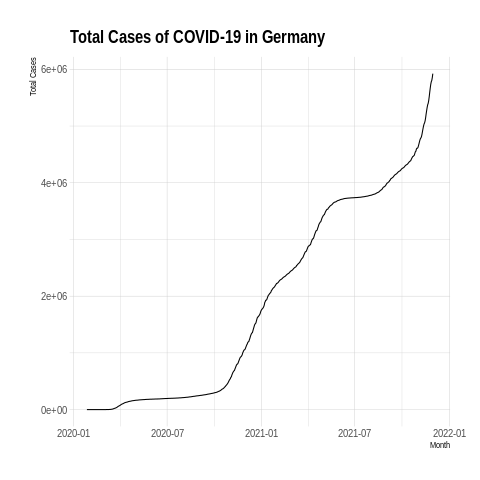 Total Cases of COVID-19 in Germany
Total Cases
6e+06
4e+06
2e+06
0e+00
2020-01 2020-07 2021-01 2021-07 2022-01
Month